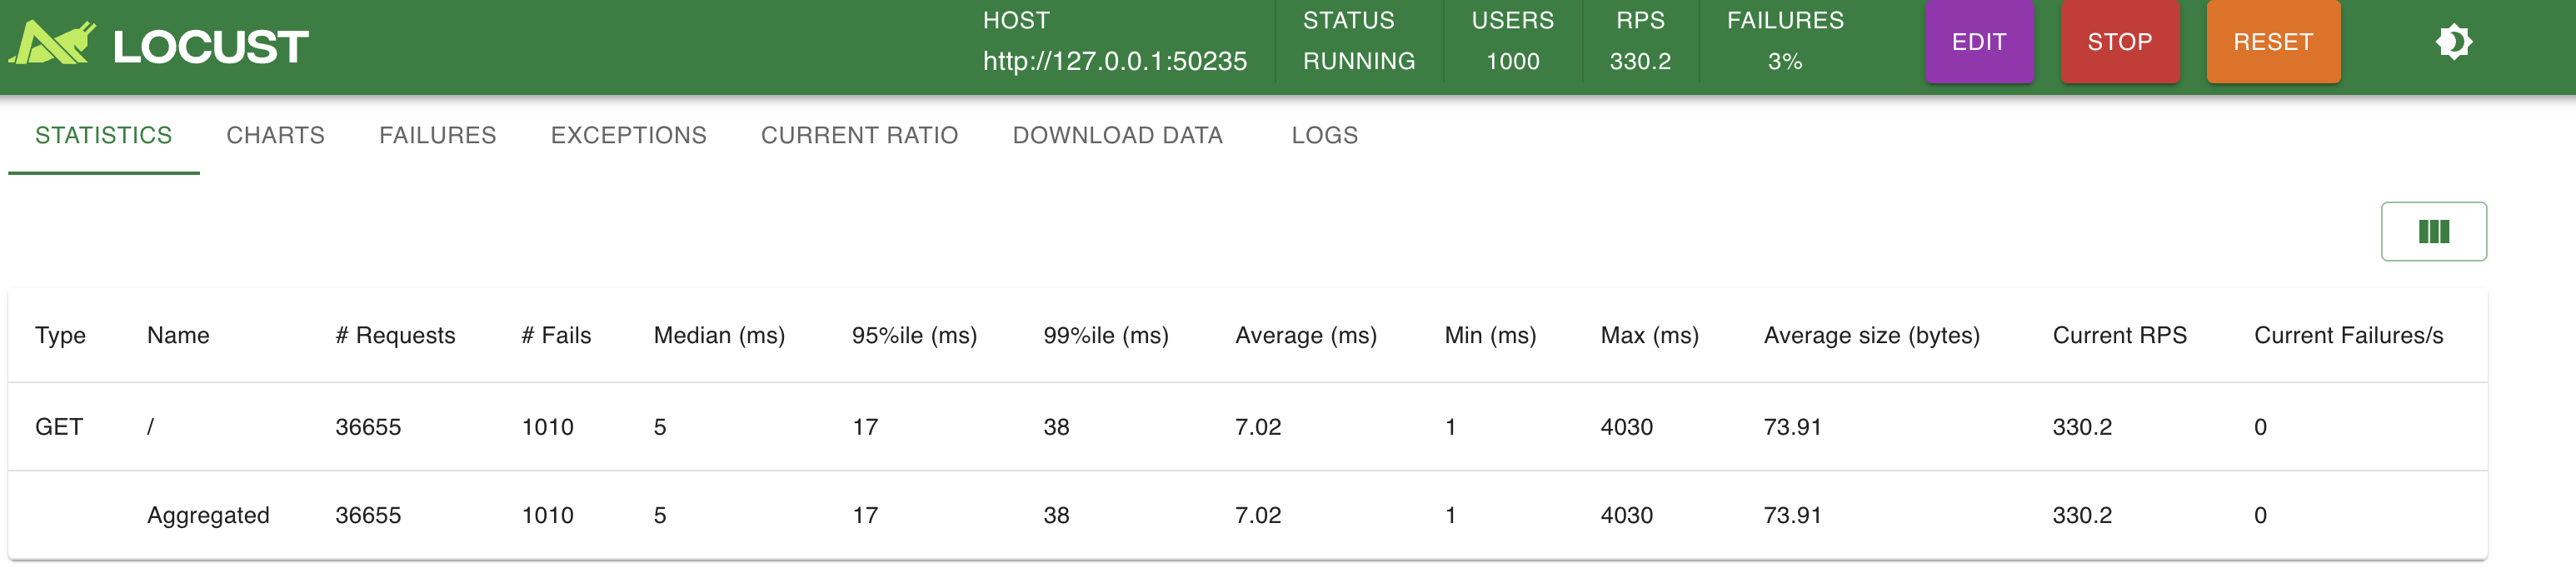 LOCUST
HOST
http://127.0.0.1:50235
STATUS
RUNNING
USERS
1000
RPS
330.2
FAILURES
3%
EDIT
STOP
RESET
STATISTICS CHARTS FAILURES EXCEPTIONS CURRENT RATIO DOWNLOAD DATA LOGS
Type Name # Requests # Fails Median (ms) 95%ile (ms) 99%ile (ms) Average (ms) Min (ms) Max (ms) Average size (bytes) Current RPS Current Failures/s
GET / 36655 1010 5 17 38 7.02 1 4030 73.91 330.2 0
Aggregated 36655 1010 5 17 38 7.02 1 4030 73.91 330.2 0